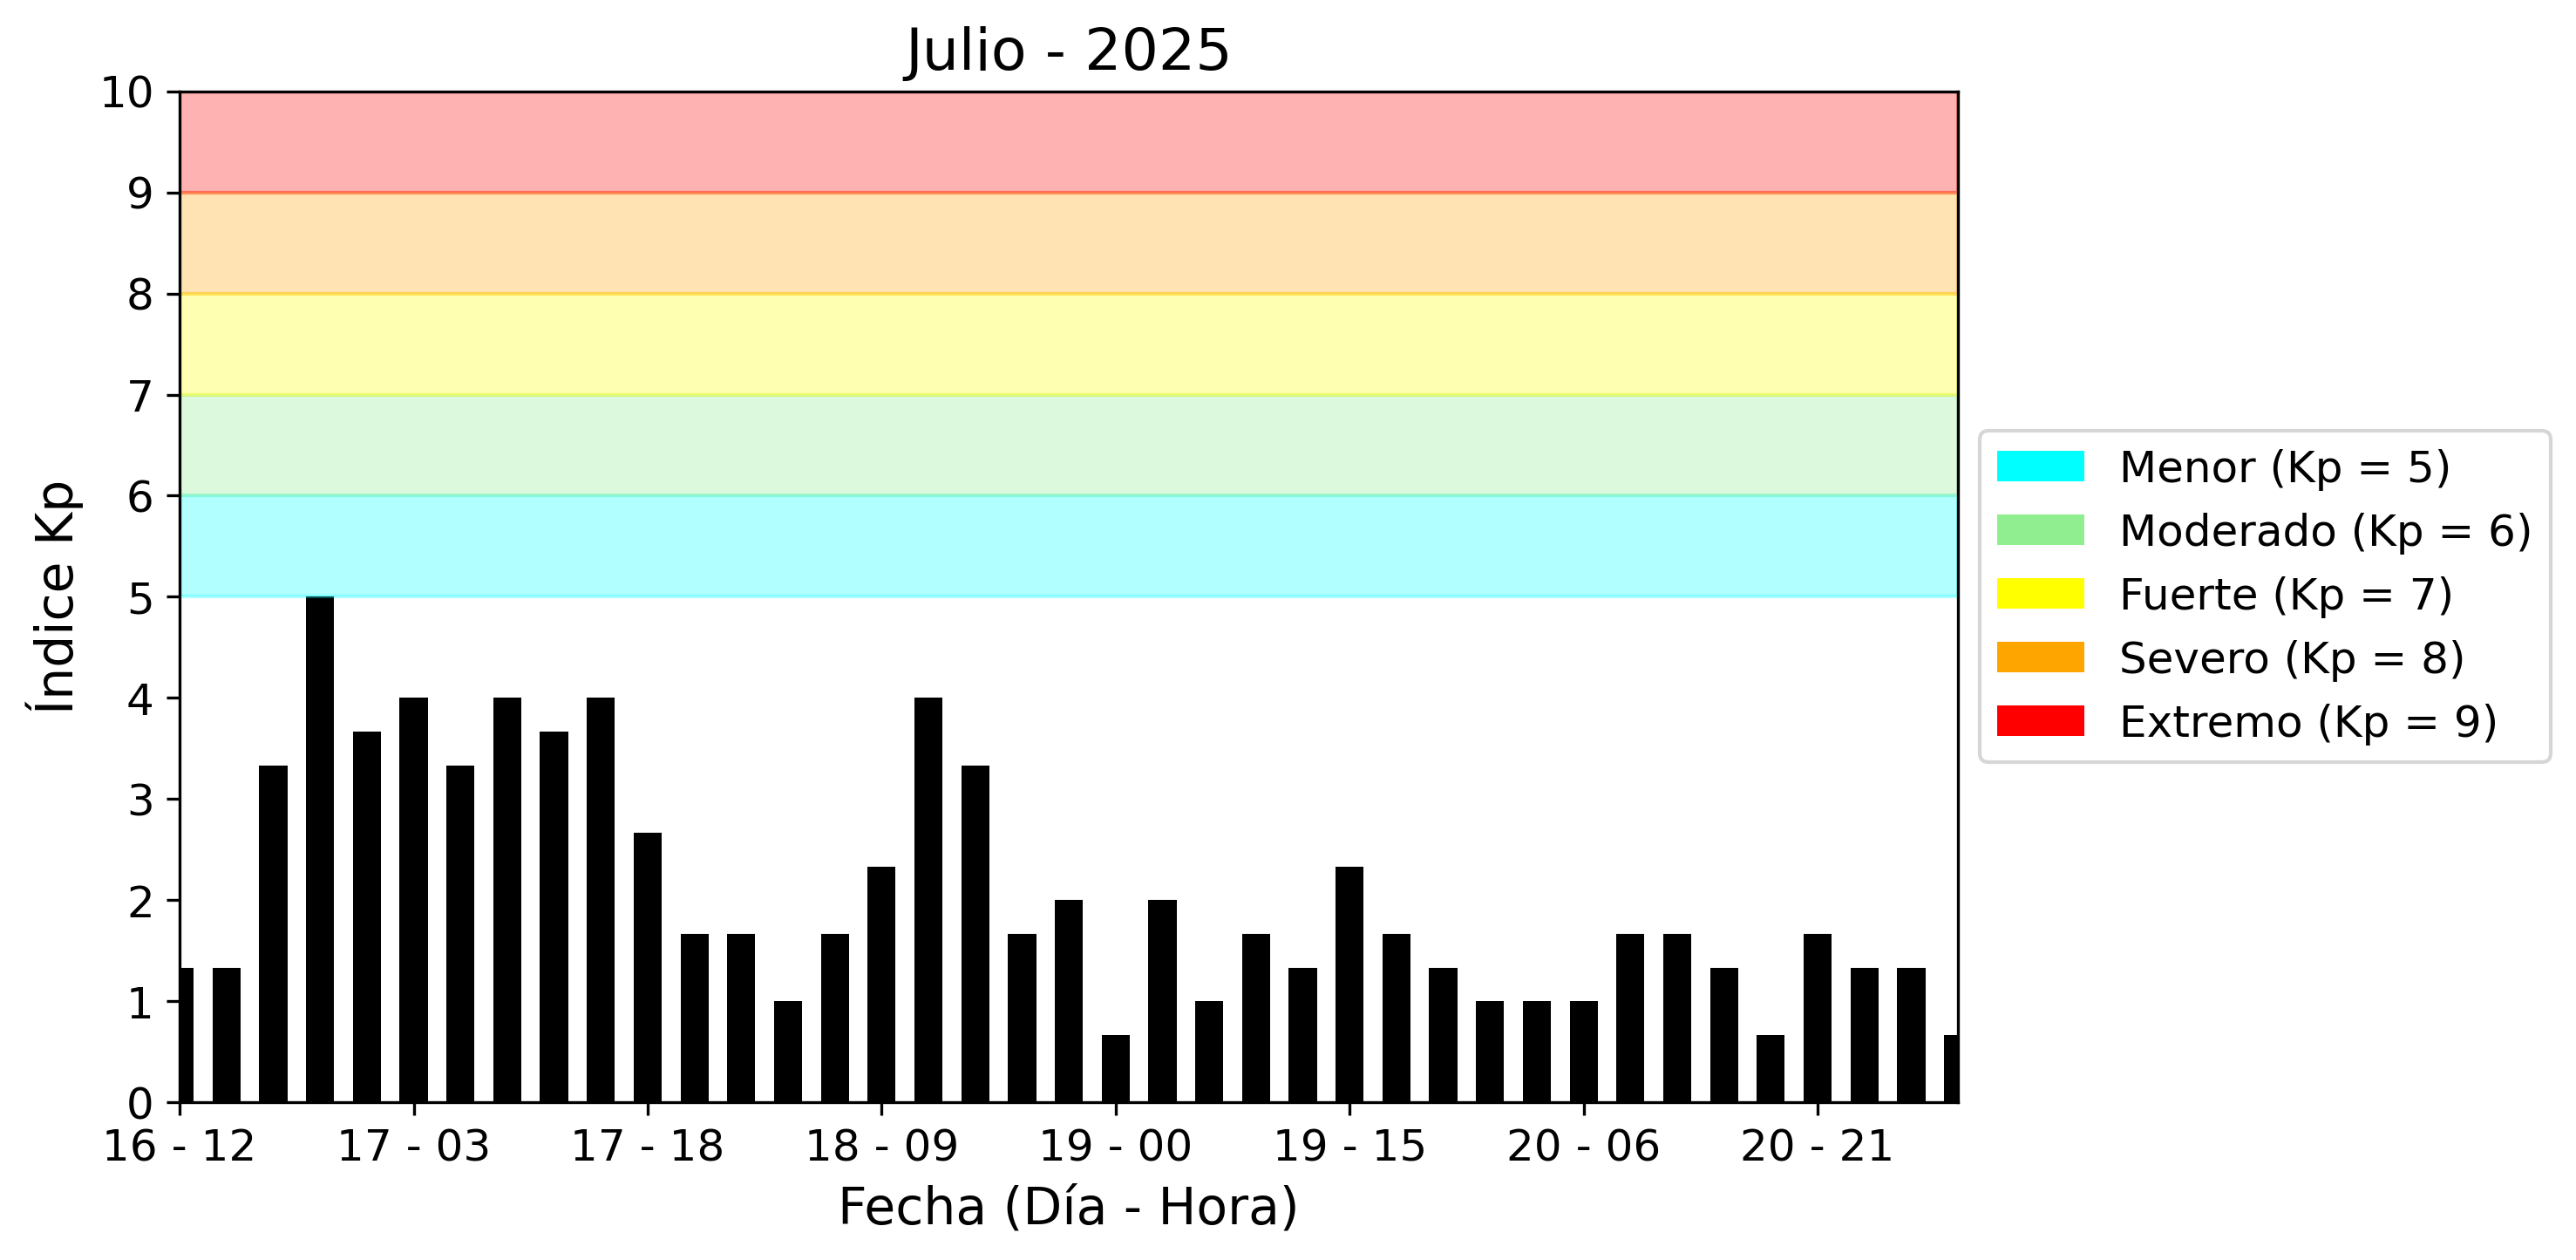 Julio - 2025
10
9
8
7
6
5
4
3
2
1
0
Índice Kp
16 - 12
17 - 03
17 - 18
18 - 09
19 - 00
19 - 15
20 - 06
20 - 21
Fecha (Día - Hora)
Menor (Kp = 5)
Moderado (Kp = 6)
Fuerte (Kp = 7)
Severo (Kp = 8)
Extremo (Kp = 9)